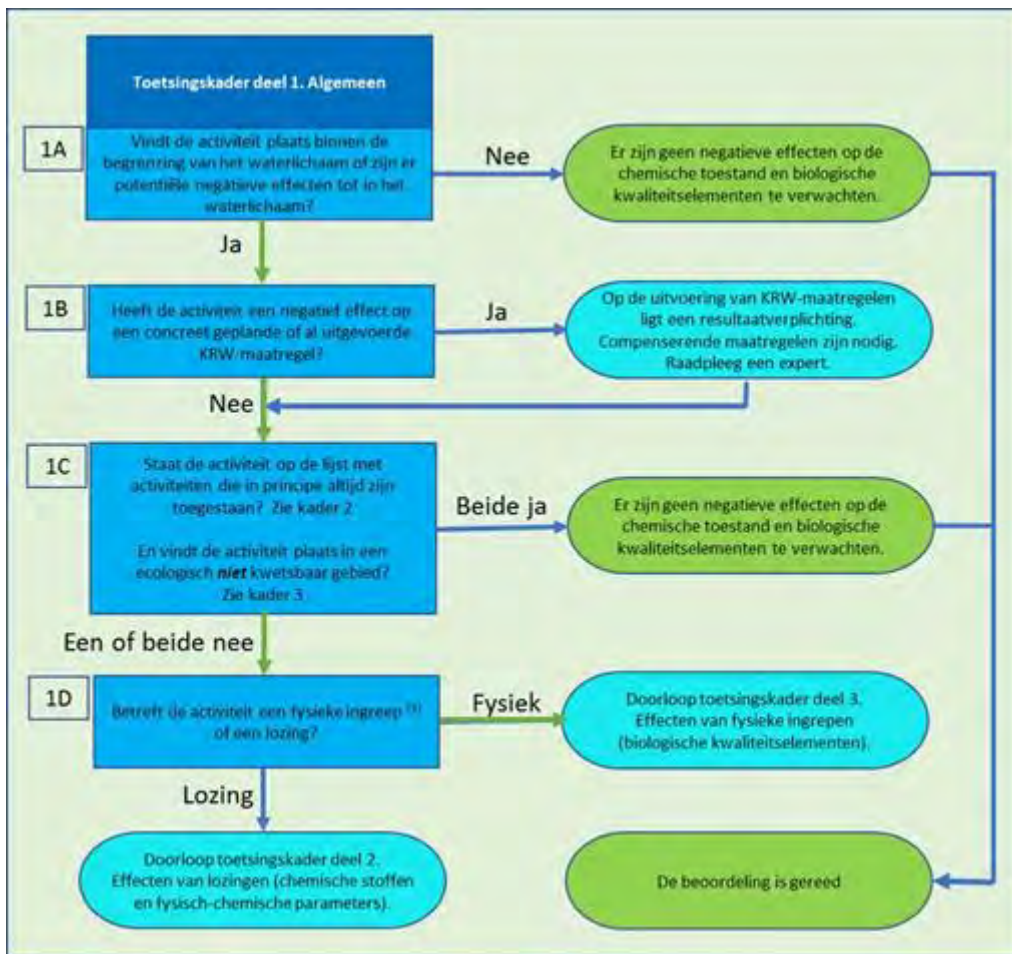 Toetsingskader deel 1. Algemeen
1A
Vindt de activiteit plaats binnen de
begrenzing van het waterlichaam of zijn er
potentiële negatieve effecten tot in het
waterlichaam?
Nee
Er zijn geen negatieve effecten op de
chemische toestand en biologische
kwaliteitselementen te verwachten.
Ja
1B
Heeft de activiteit een negatief effect op
een concreet geplande of al uitgevoerde
KRW-maatregel?
Ja
Op de uitvoering van KRW-maatregelen
ligt een resultaatverplichting.
Compenserende maatregelen zijn nodig.
Raadpleeg een expert.
Nee
1C
Staat de activiteit op de lijst met
activiteiten die in principe altijd zijn
toegestaan? Zie kader 2
En vindt de activiteit plaats in een
ecologisch niet kwetsbaar gebied?
Zie kader 3
Beide ja
Er zijn geen negatieve effecten op de
chemische toestand en biologische
kwaliteitselementen te verwachten.
Een of beide nee
1D
Betreft de activiteit een fysieke ingreep
of een lozing?
Fysiek
Doorloop toetsingskader deel 3.
Effecten van fysieke ingrepen
(biologische kwaliteitselementen).
Lozing
Doorloop toetsingskader deel 2.
Effecten van lozingen (chemische stoffen
en fysisch-chemische parameters).
De beoordeling is gereed